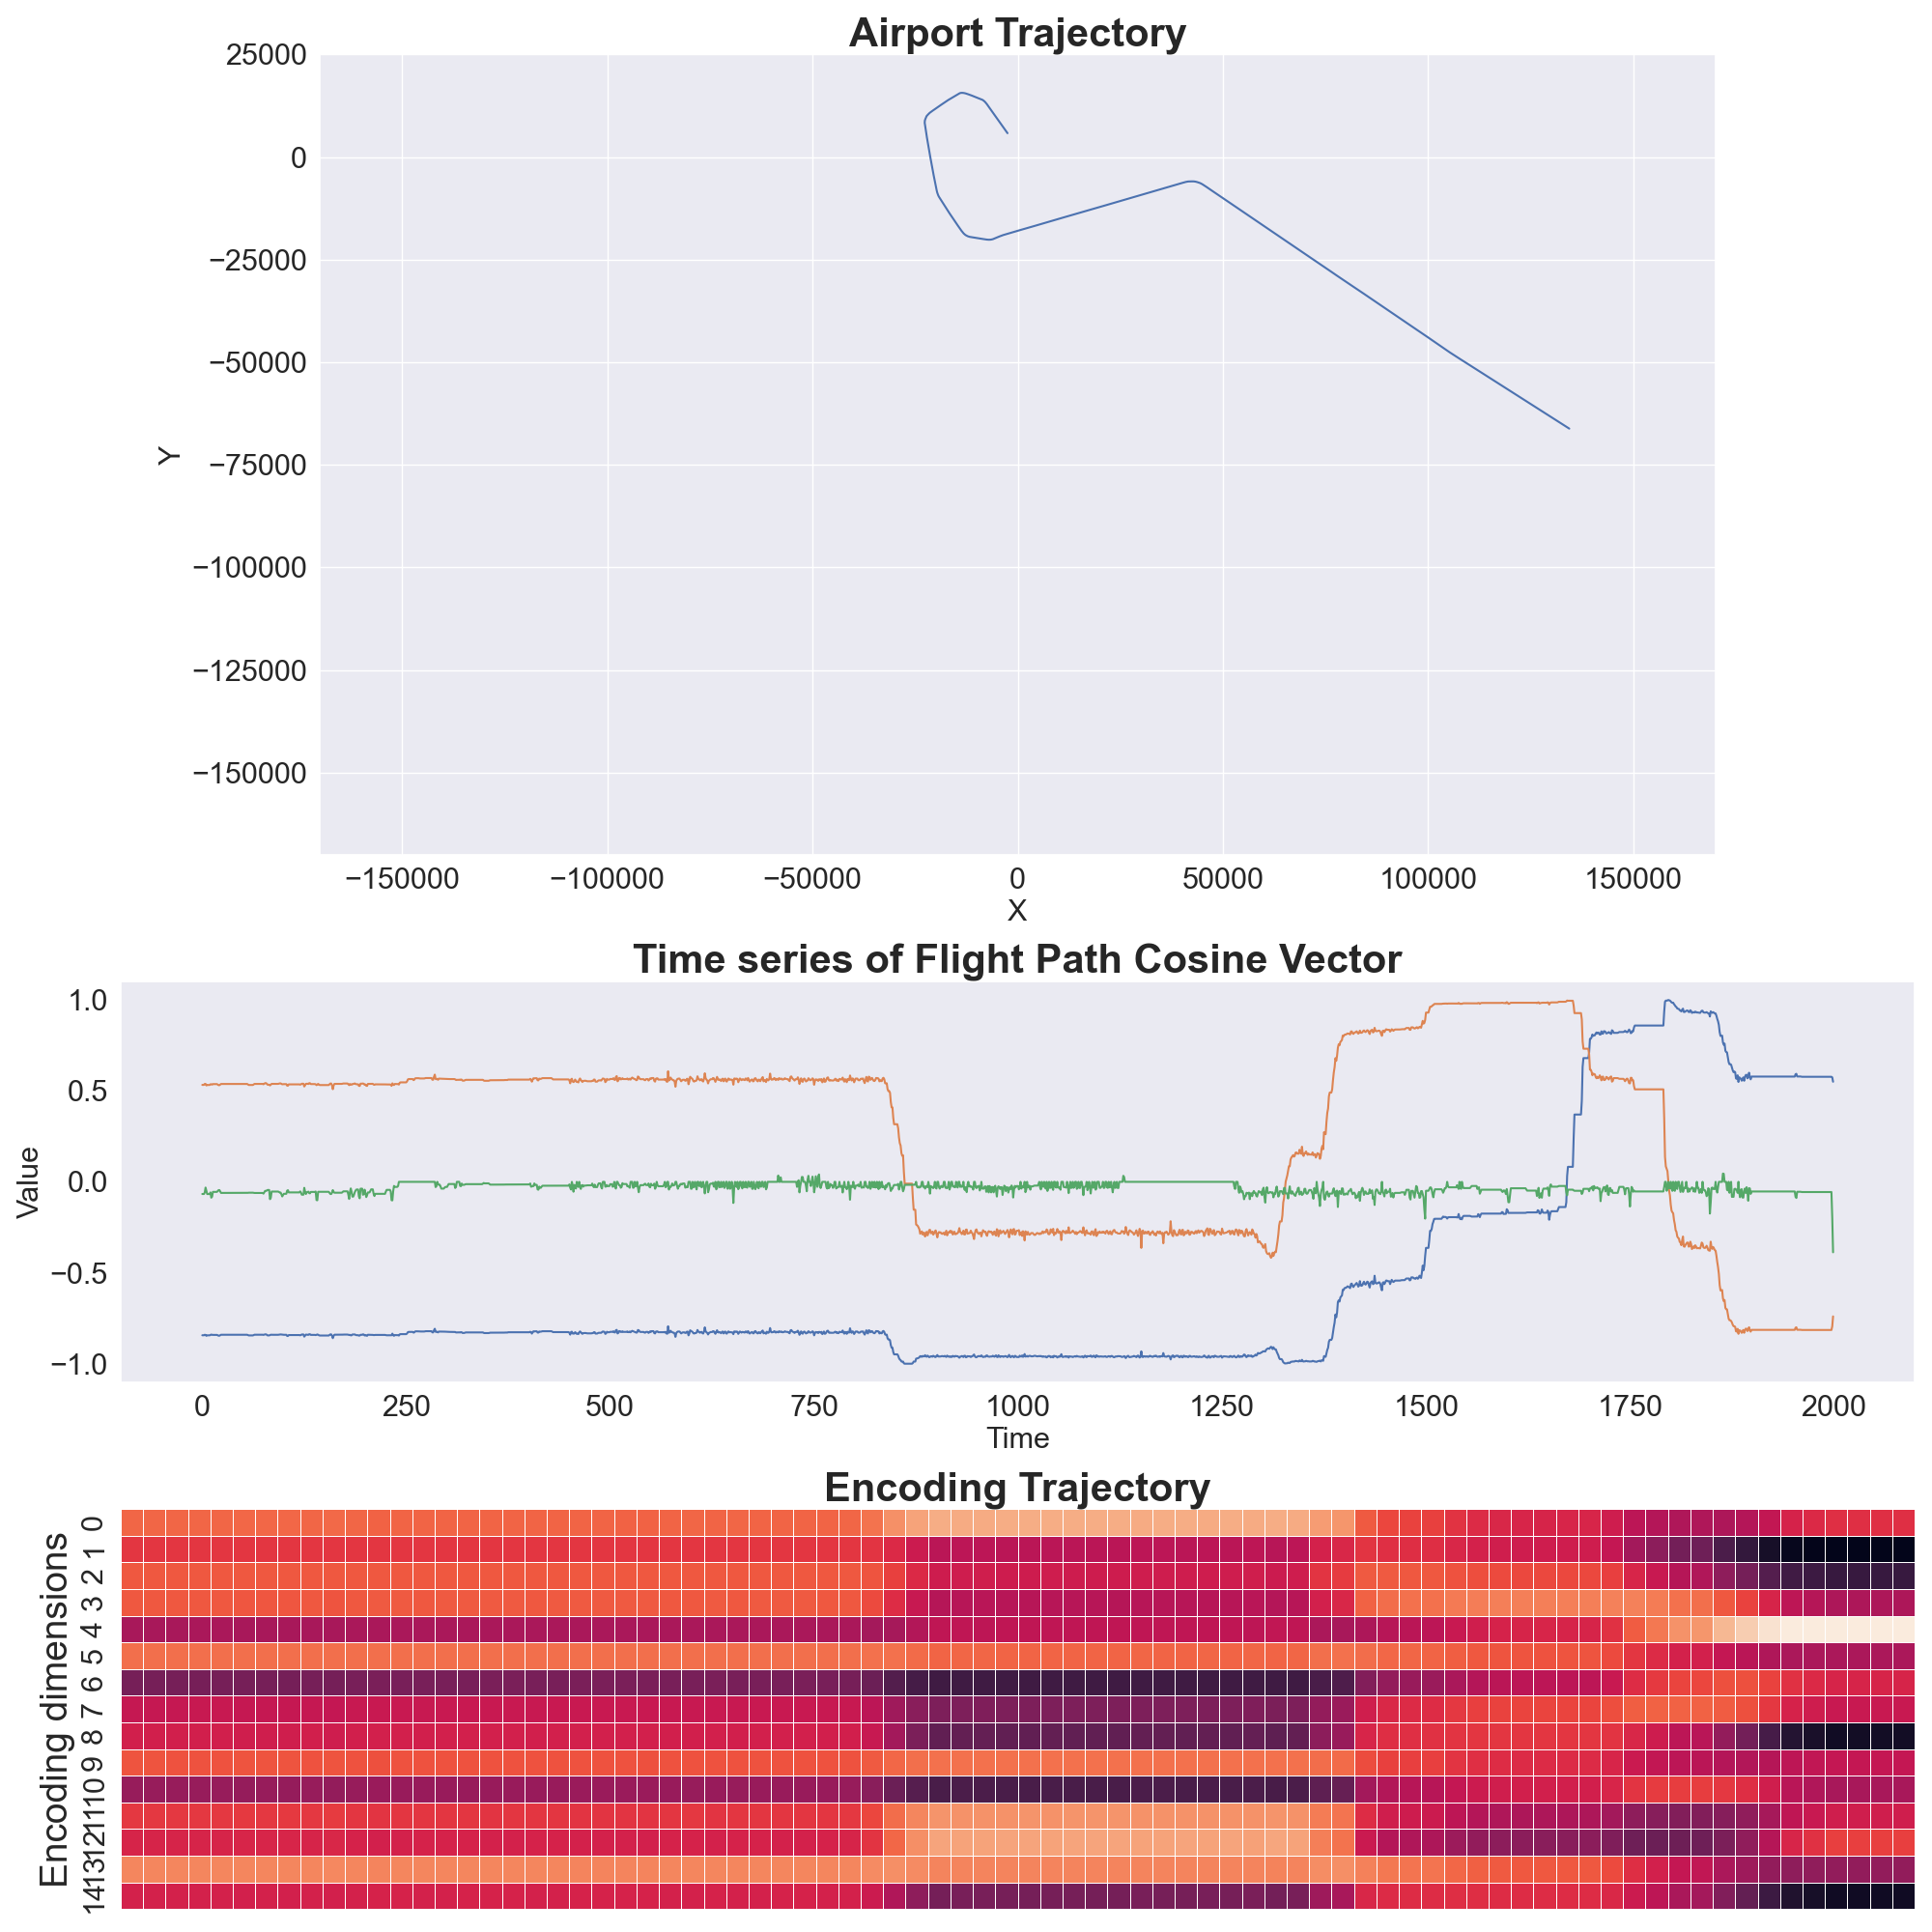 Airport Trajectory
25000
0
−25000
−50000
−75000
−100000
−125000
−150000
Y
−150000 −100000 −50000 0 50000 100000 150000
X
Time series of Flight Path Cosine Vector
1.0
0.5
0.0
−0.5
−1.0
Value
0 250 500 750 1000 1250 1500 1750 2000
Time
Encoding Trajectory
Encoding dimensions
0
1
2
3
4
5
6
7
8
9
10
11
12
13
14